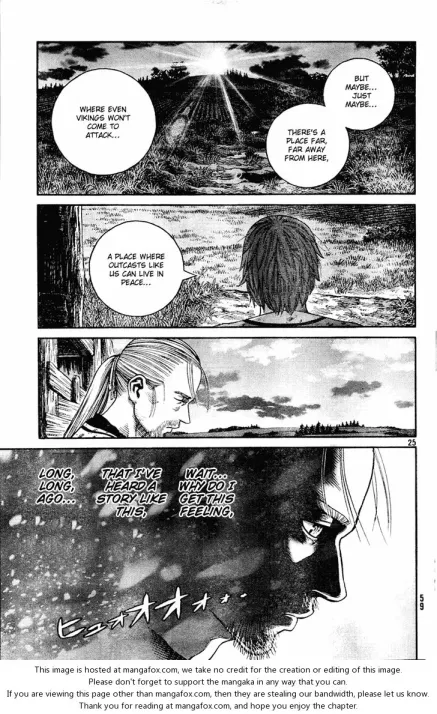 BUT
MAYBE...
JUST
MAYBE...
THERE'S A
PLACE FAR,
FAR AWAY
FROM HERE,
WHERE EVEN
VIKINGS WON'T
COME TO
ATTACK...
A PLACE WHERE
OUTCASTS LIKE
US CAN LIVE IN
PEACE...
25
WAIT...
WHY DO I
GET THIS
FEELING,
THAT I'VE
HEARD A
STORY LIKE
THIS,
LONG,
LONG,
AGO...
ヒュオオオォォ..
59
This image is hosted at mangafox.com, we take no credit for the creation or editing of this image.
Please don't forget to support the mangaka in any way that you can.
If you are viewing this page other than mangafox.com, then they are stealing our bandwidth, please let us know.
Thank you for reading at mangafox.com, and hope you enjoy the chapter.